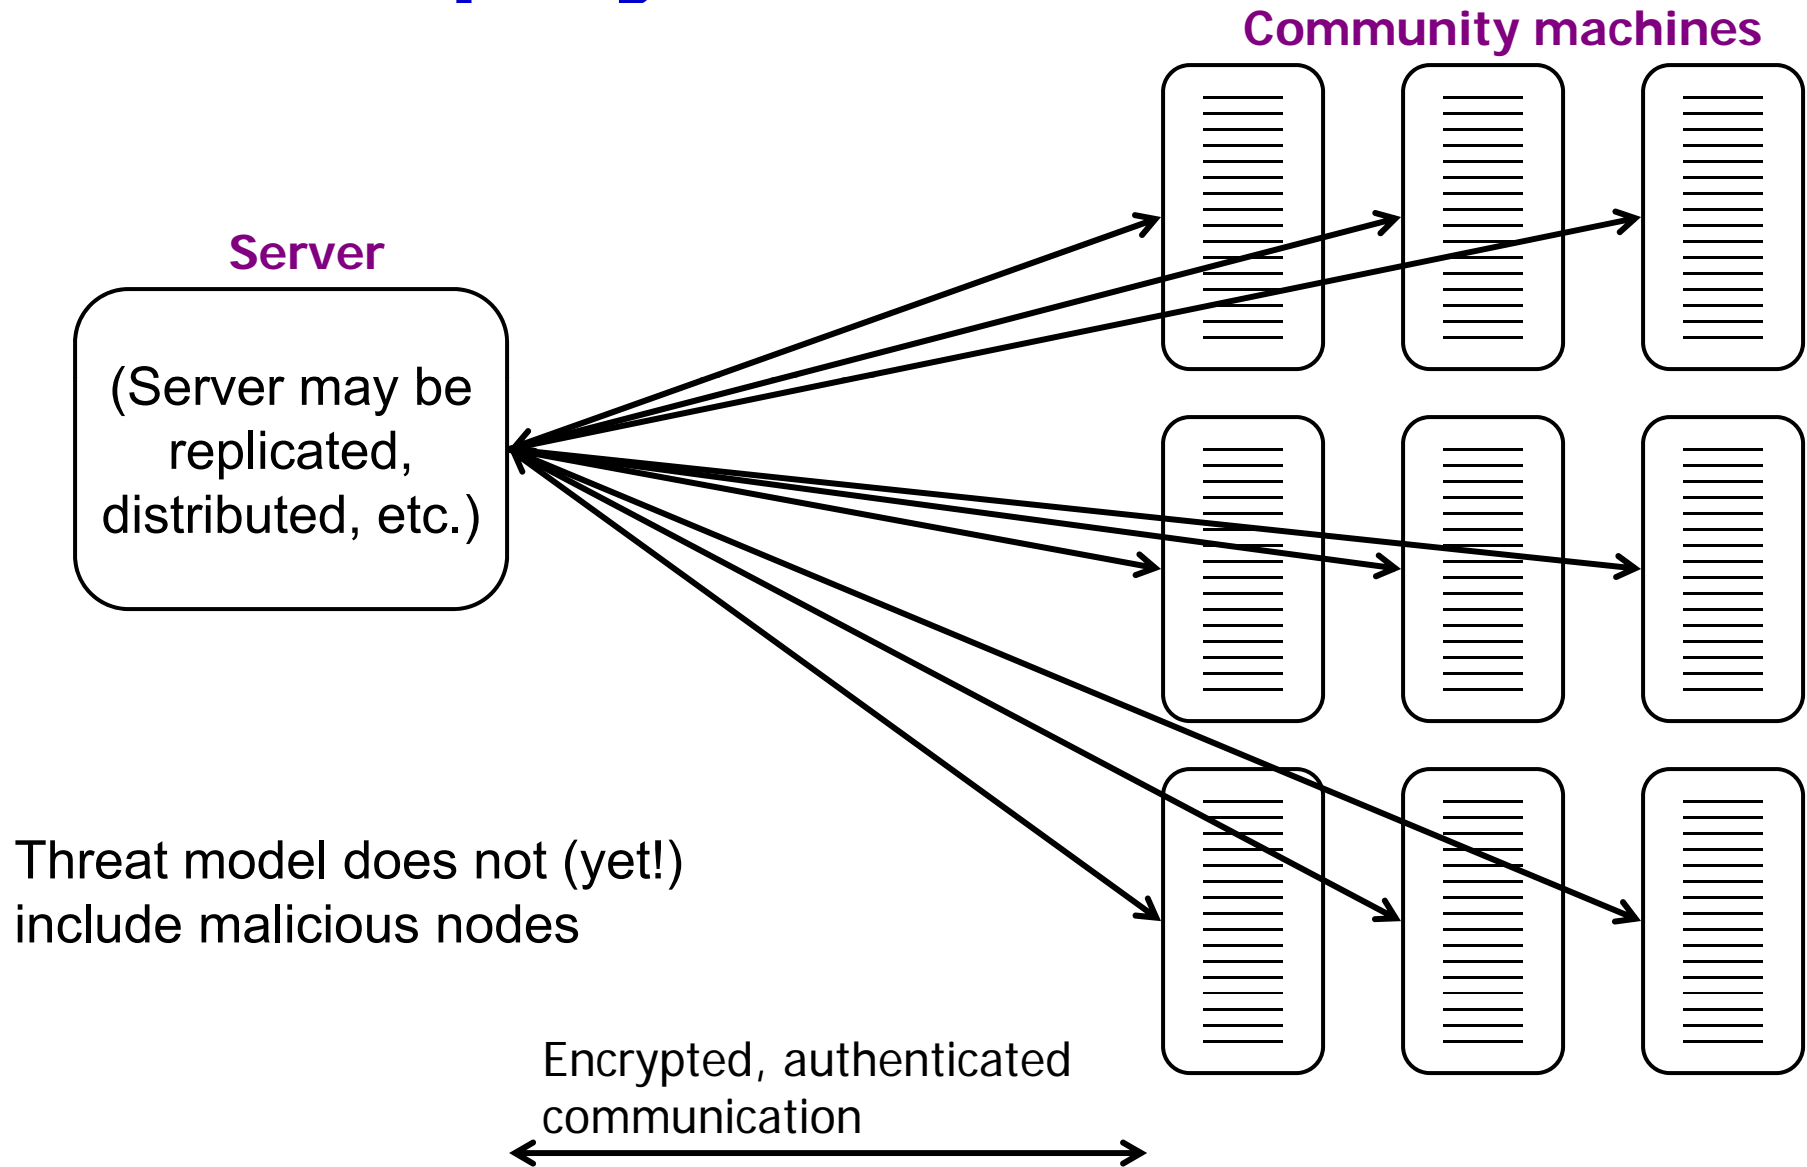 Community machines
Server
(Server may be
replicated,
distributed, etc.)
Threat model does not (yet!)
include malicious nodes
Encrypted, authenticated
communication